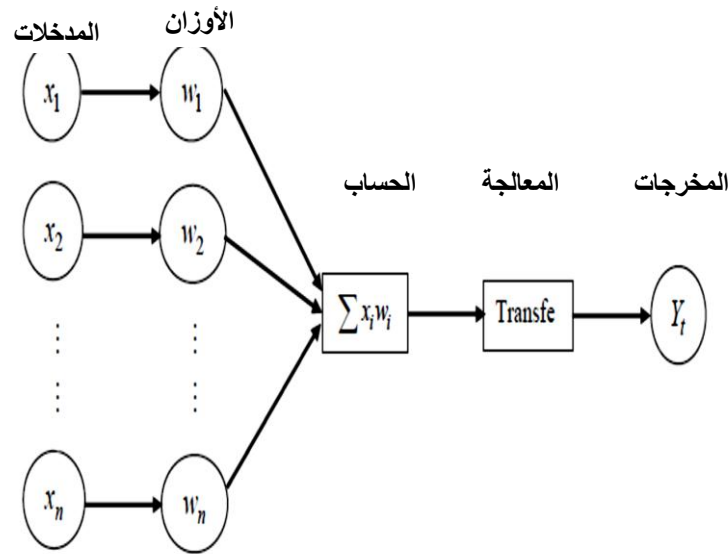 المدخلات
الأوزان
x₁
w₁
الحساب
المعالجة
المخرجات
x₂
w₂
∑ xᵢwᵢ
Transfe
Yₜ
⋮
⋮
⋮
⋮
xₙ
wₙ